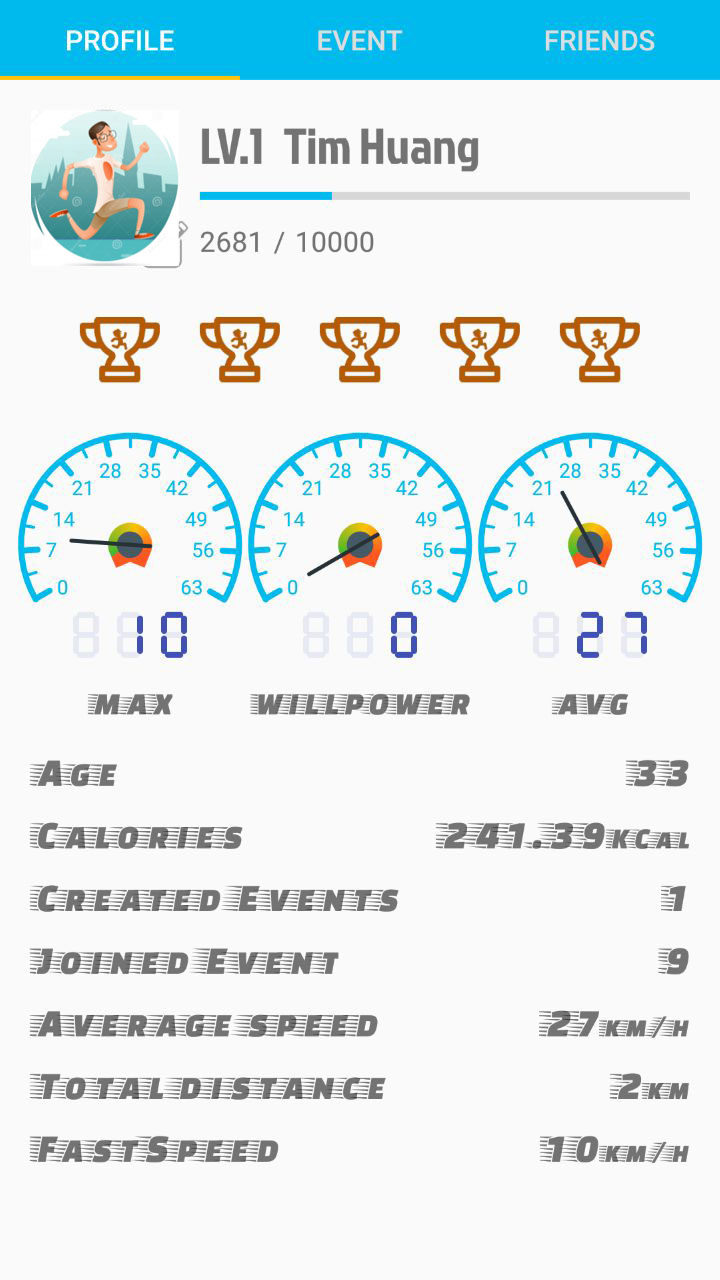 PROFILE EVENT FRIENDS
LV.1 Tim Huang
2681 / 10000
0 7 14 21 28 35 42 49 56 63
0 7 14 21 28 35 42 49 56 63
0 7 14 21 28 35 42 49 56 63
10 0 27
MAX WILLPOWER AVG
AGE 33
CALORIES 241.39KCAL
CREATED EVENTS 1
JOINED EVENT 9
AVERAGE SPEED 27KM/H
TOTAL DISTANCE 2KM
FASTSPEED 10KM/H